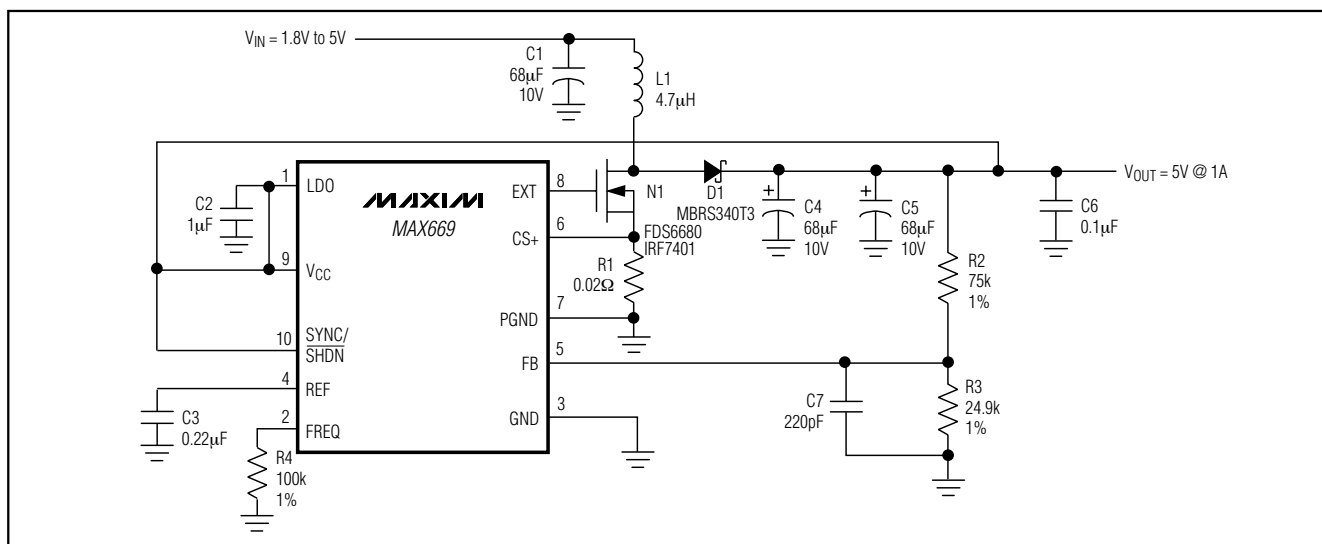 VIN = 1.8V to 5V
C1
68µF
10V
L1
4.7µH
1
LDO
MAXIM
MAX669
EXT
8
N1
D1
MBRS340T3
FDS6680
IRF7401
VOUT = 5V @ 1A
C2
1µF
CS+
6
+
C4
68µF
10V
+
C5
68µF
10V
C6
0.1µF
9
VCC
R1
0.02Ω
R2
75k
1%
PGND
7
10
SYNC/
SHDN
FB
5
4
REF
C3
0.22µF
C7
220pF
R3
24.9k
1%
2
FREQ
GND
3
R4
100k
1%